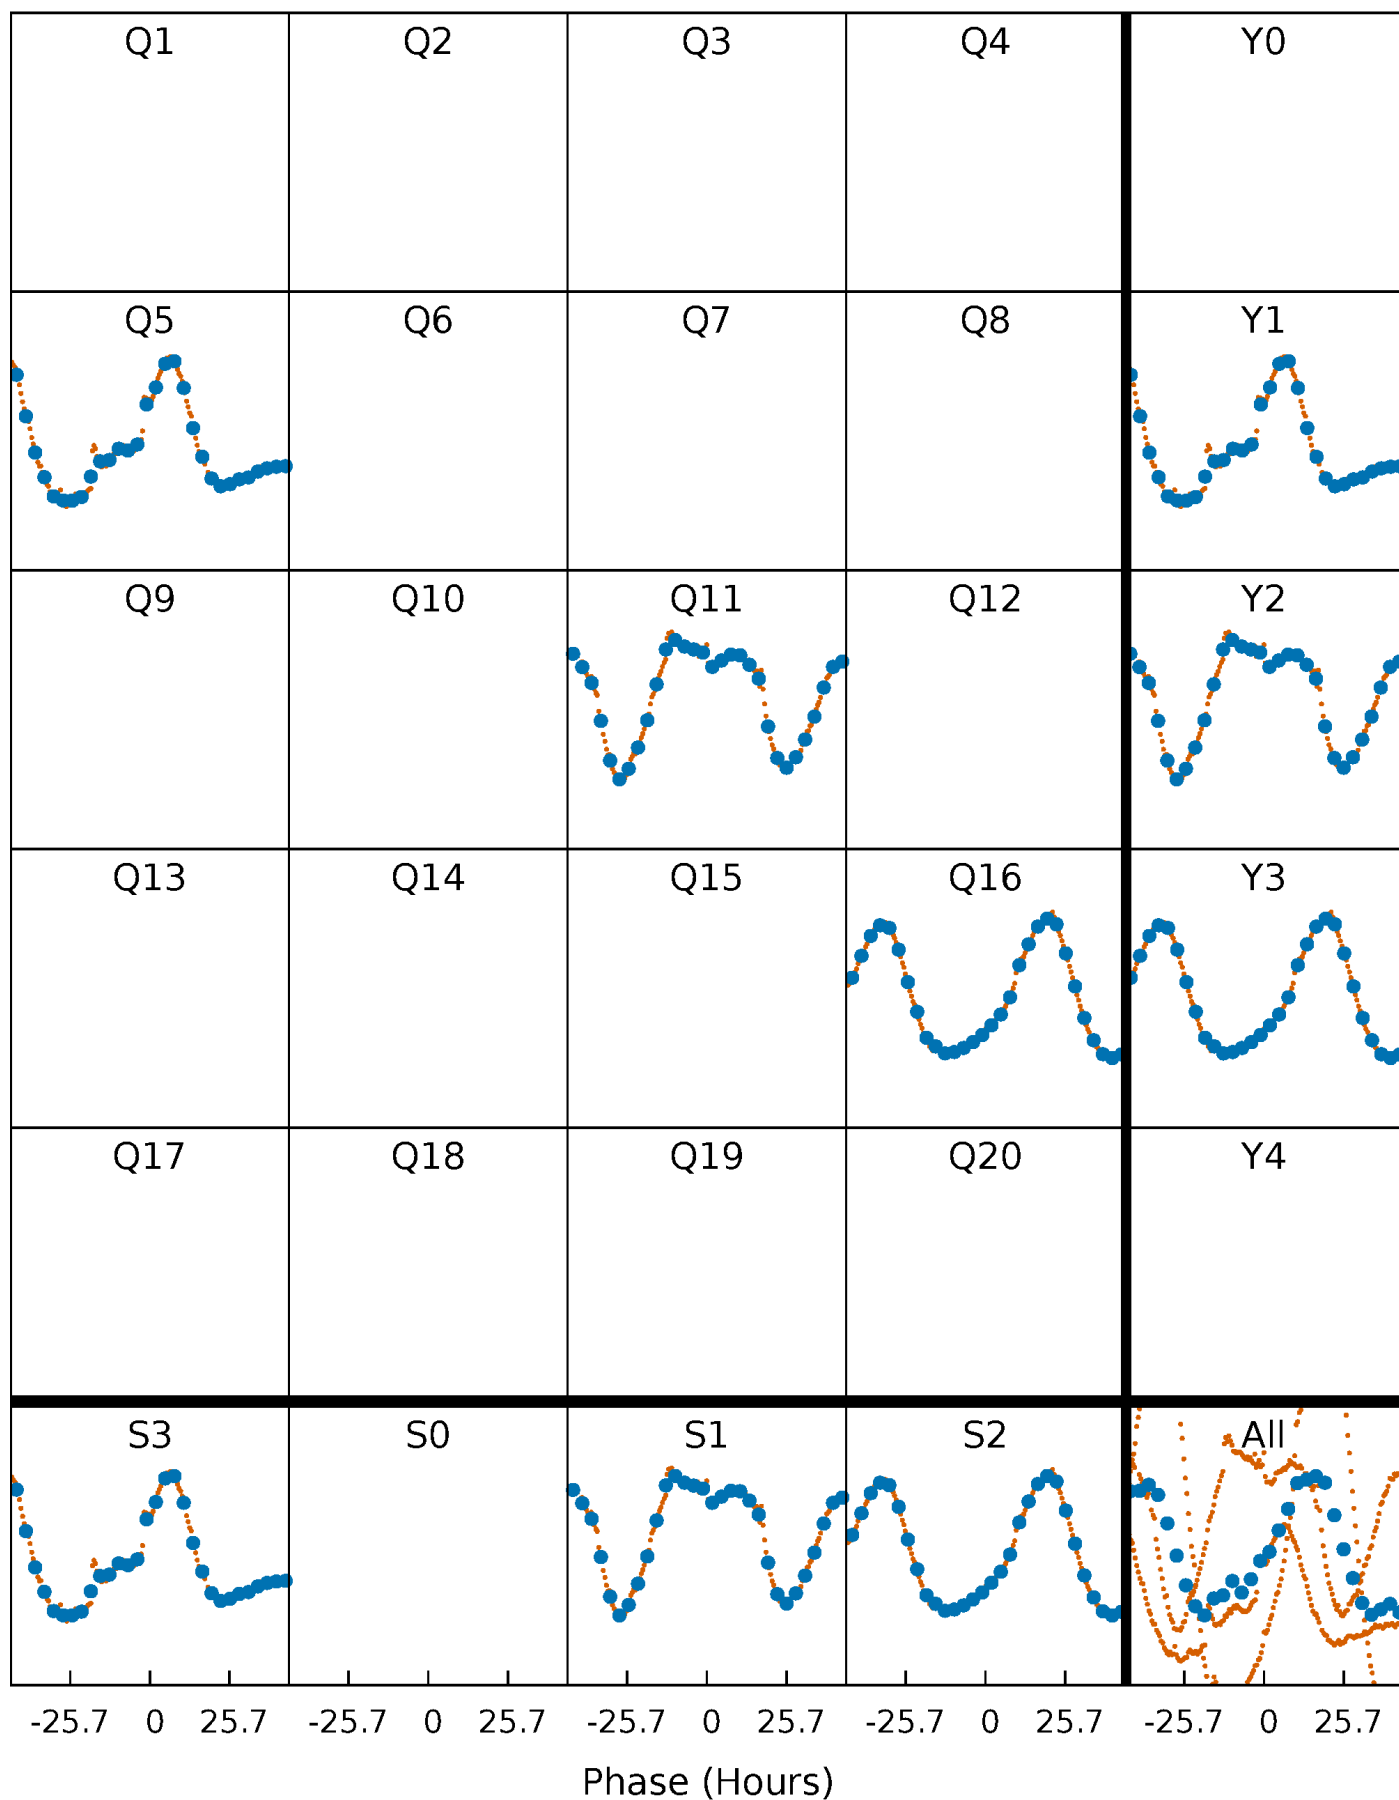 Q1 Q2 Q3 Q4 Y0
Q5 Q6 Q7 Q8 Y1
Q9 Q10 Q11 Q12 Y2
Q13 Q14 Q15 Q16 Y3
Q17 Q18 Q19 Q20 Y4
S3 S0 S1 S2 All
-25.7 0 25.7 -25.7 0 25.7 -25.7 0 25.7 -25.7 0 25.7 -25.7 0 25.7
Phase (Hours)